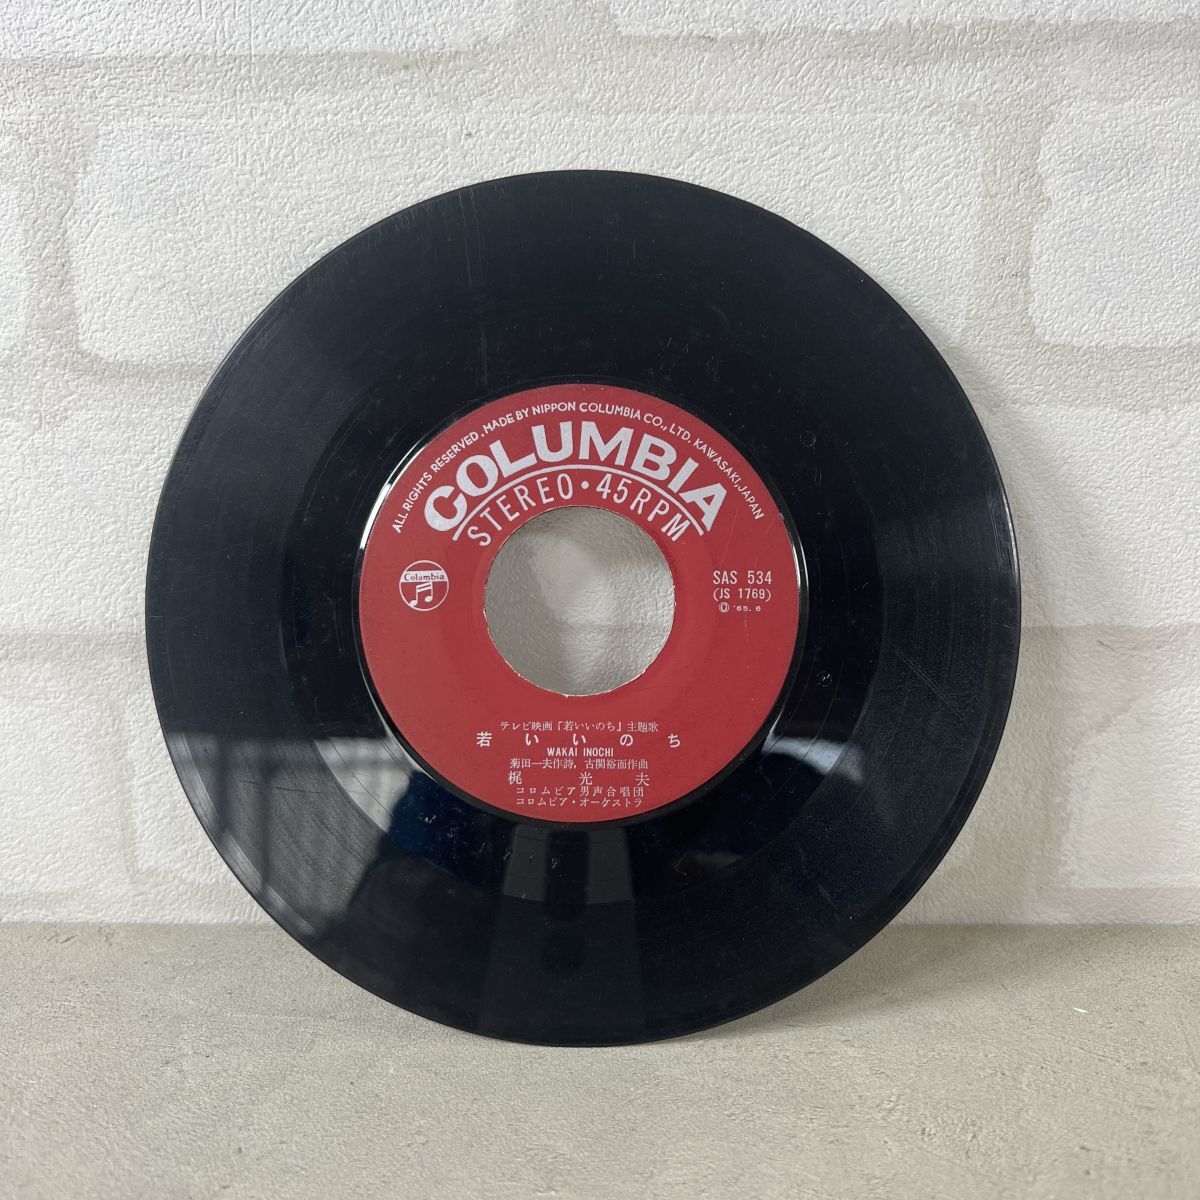 ALL RIGHTS RESERVED. MADE BY NIPPON COLUMBIA CO., LTD. KAWASAKI, JAPAN
COLUMBIA
STEREO・45RPM
Columbia
SAS 534
(JS 1769)
Ⓒ '65. 6
テレビ映画『若いいのち』主題歌
若いいのち
WAKAI INOCHI
菊田一夫作詩, 古関裕而作曲
梶光夫
コロムビア男声合唱団
コロムビア・オーケストラ